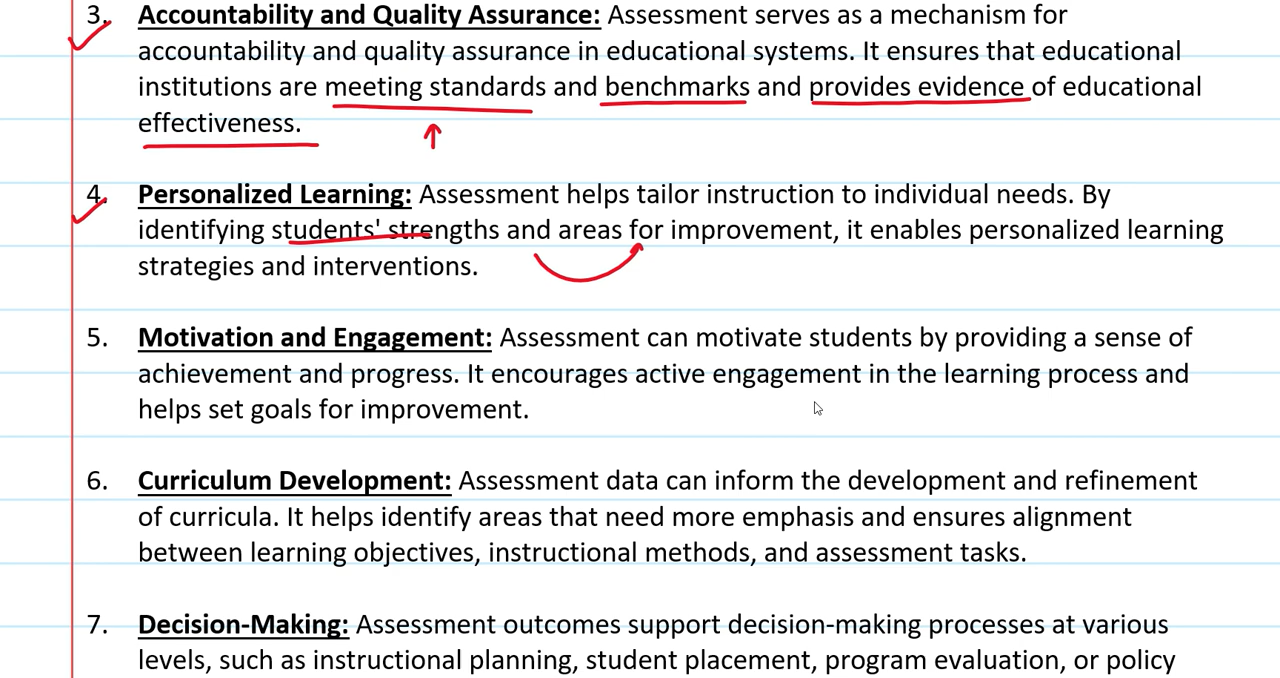 3. Accountability and Quality Assurance: Assessment serves as a mechanism for
accountability and quality assurance in educational systems. It ensures that educational
institutions are meeting standards and benchmarks and provides evidence of educational
effectiveness.
4. Personalized Learning: Assessment helps tailor instruction to individual needs. By
identifying students' strengths and areas for improvement, it enables personalized learning
strategies and interventions.
5. Motivation and Engagement: Assessment can motivate students by providing a sense of
achievement and progress. It encourages active engagement in the learning process and
helps set goals for improvement.
6. Curriculum Development: Assessment data can inform the development and refinement
of curricula. It helps identify areas that need more emphasis and ensures alignment
between learning objectives, instructional methods, and assessment tasks.
7. Decision-Making: Assessment outcomes support decision-making processes at various
levels, such as instructional planning, student placement, program evaluation, or policy